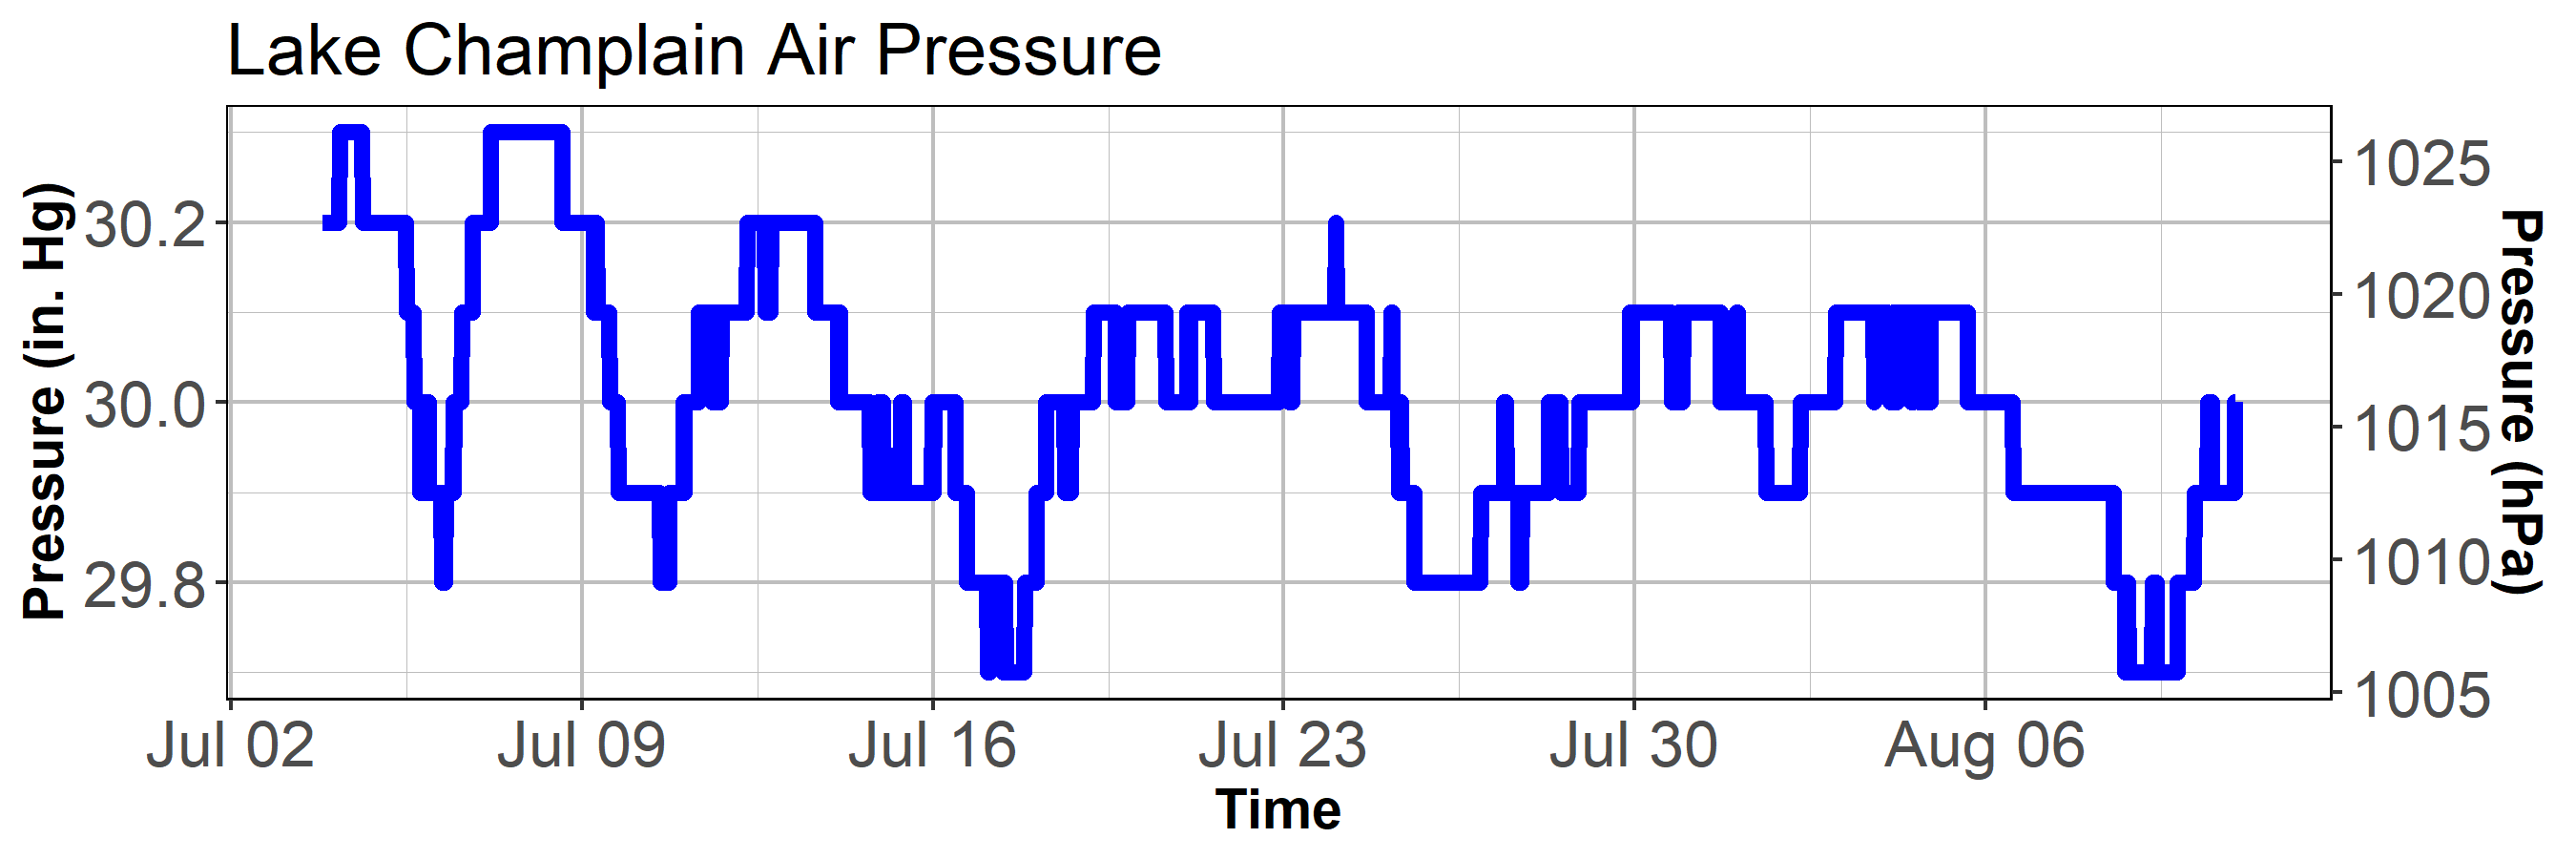 Lake Champlain Air Pressure
Pressure (in. Hg)
30.2
30.0
29.8
1025
1020
1015
1010
1005
Pressure (hPa)
Jul 02
Jul 09
Jul 16
Jul 23
Jul 30
Aug 06
Time